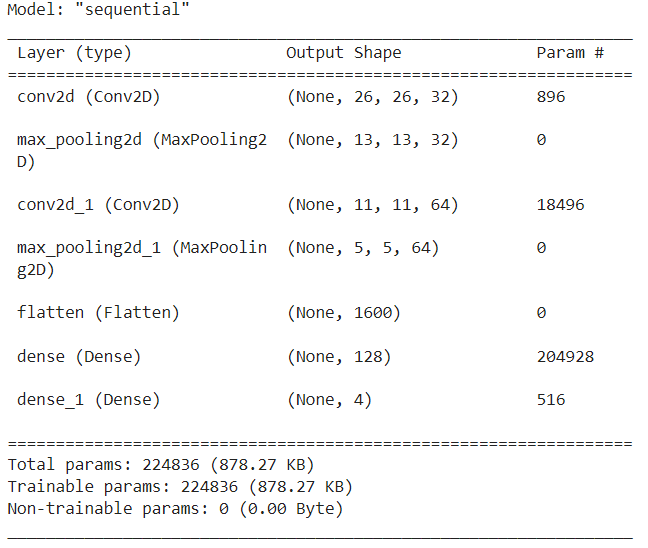 Model: "sequential"
_________________________________________________________________
Layer (type) Output Shape Param #
=================================================================
conv2d (Conv2D) (None, 26, 26, 32) 896
max_pooling2d (MaxPooling2 (None, 13, 13, 32) 0
D)
conv2d_1 (Conv2D) (None, 11, 11, 64) 18496
max_pooling2d_1 (MaxPoolin (None, 5, 5, 64) 0
g2D)
flatten (Flatten) (None, 1600) 0
dense (Dense) (None, 128) 204928
dense_1 (Dense) (None, 4) 516
=================================================================
Total params: 224836 (878.27 KB)
Trainable params: 224836 (878.27 KB)
Non-trainable params: 0 (0.00 Byte)
_________________________________________________________________